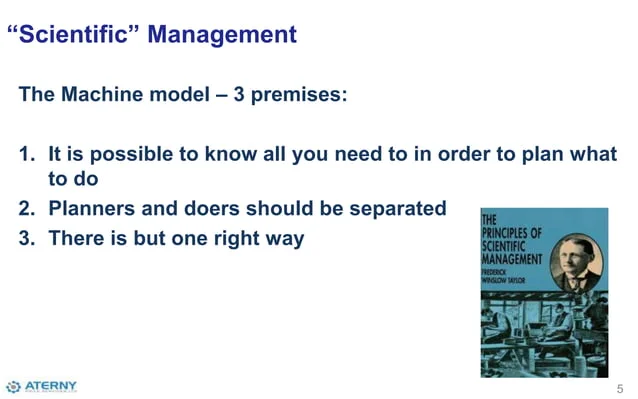 “Scientific” Management
The Machine model – 3 premises:
1. It is possible to know all you need to in order to plan what
to do
2. Planners and doers should be separated
3. There is but one right way
THE
PRINCIPLES OF
SCIENTIFIC
MANAGEMENT
FREDERICK
WINSLOW TAYLOR
ATERNY
5